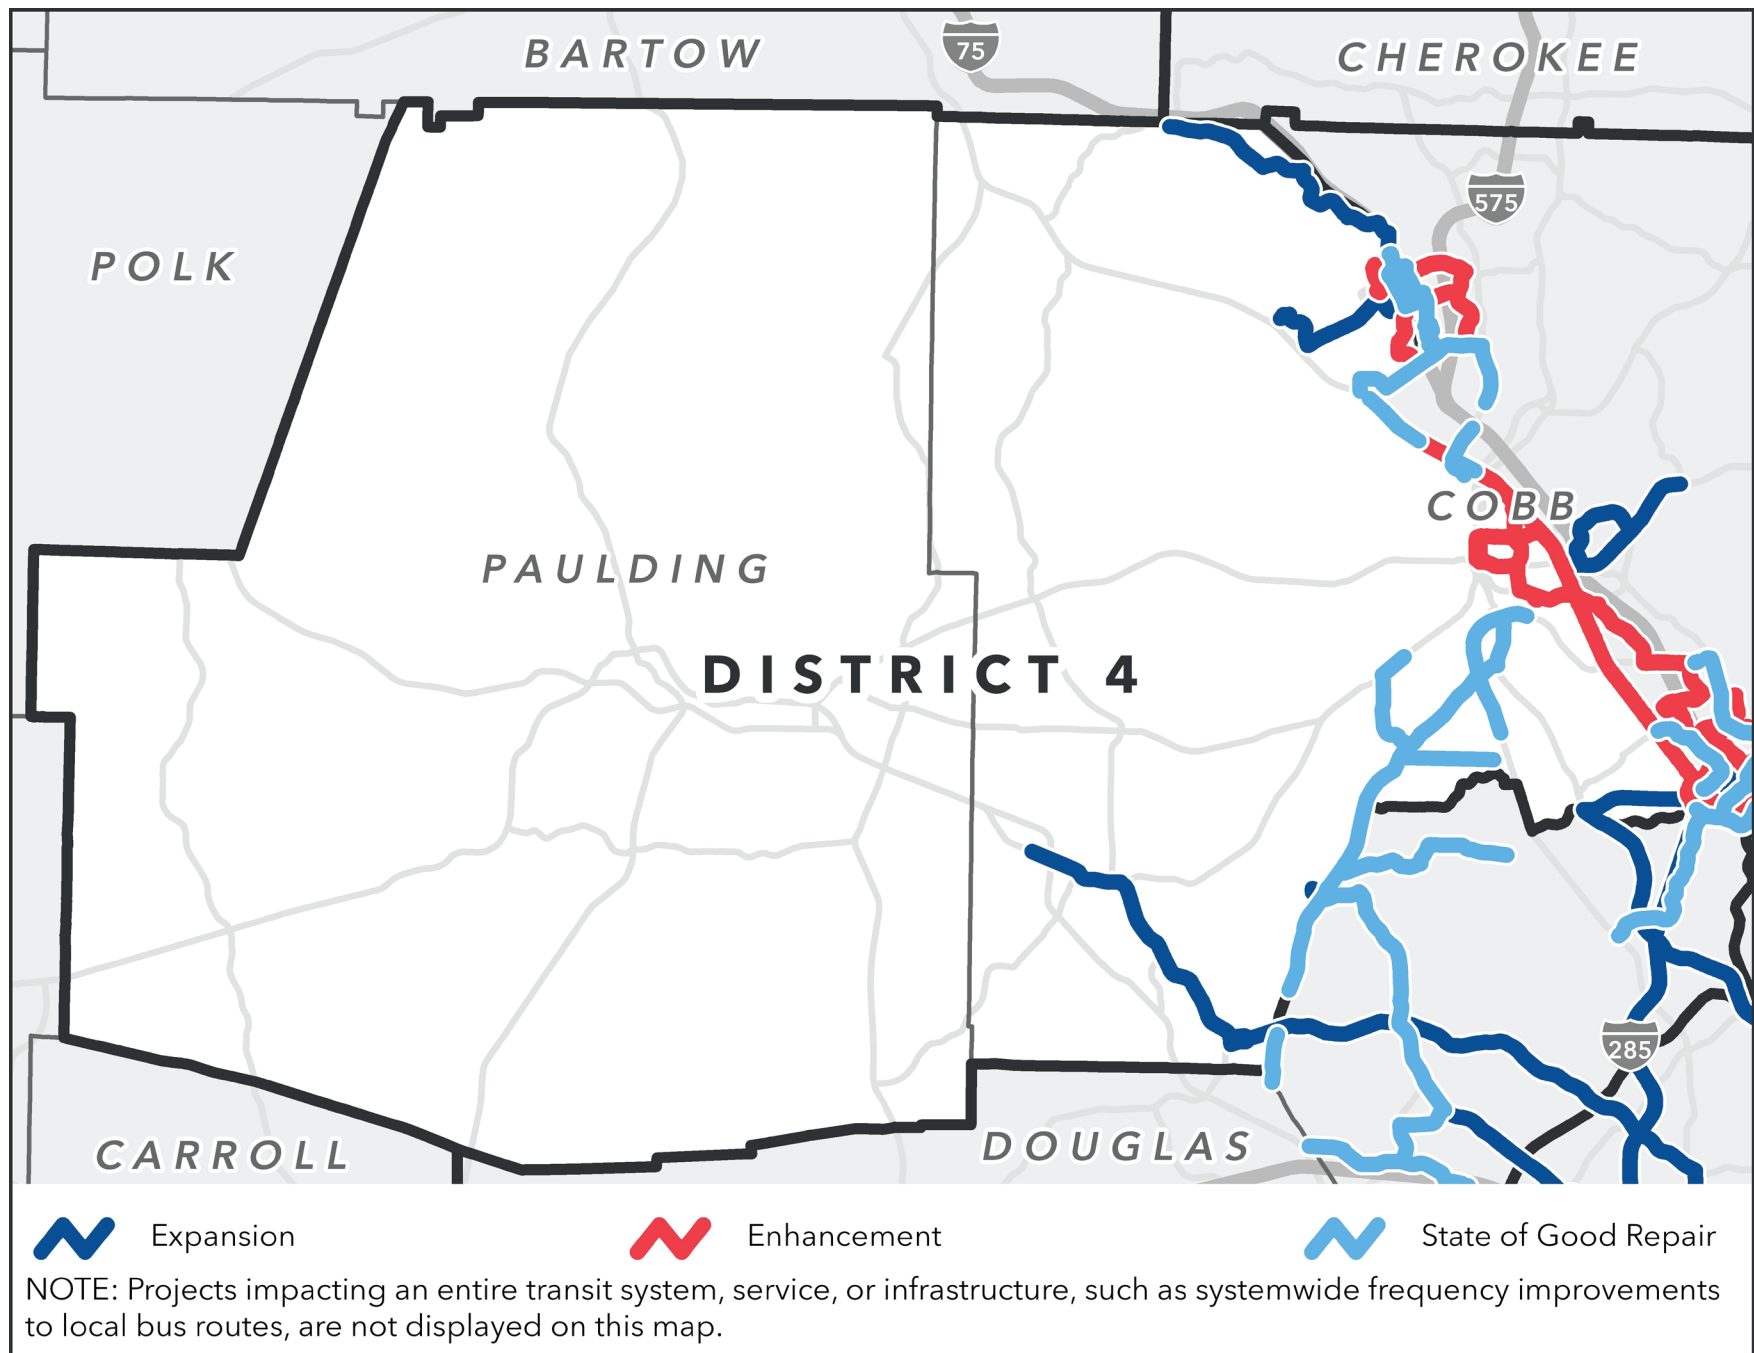 BARTOW
75
CHEROKEE
575
POLK
COBB
PAULDING
DISTRICT 4
285
CARROLL
DOUGLAS
Expansion
Enhancement
State of Good Repair
NOTE: Projects impacting an entire transit system, service, or infrastructure, such as systemwide frequency improvements
to local bus routes, are not displayed on this map.